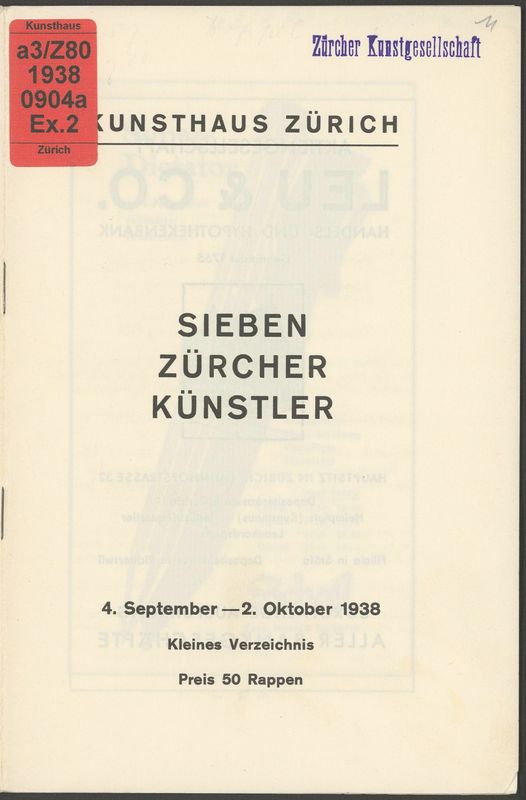 Kunsthaus
a3/Z80
1938
0904a
Ex.2
Zürich
Zürcher Kunstgesellschaft
KUNSTHAUS ZÜRICH
SIEBEN
ZÜRCHER
KÜNSTLER
4. September — 2. Oktober 1938
Kleines Verzeichnis
Preis 50 Rappen